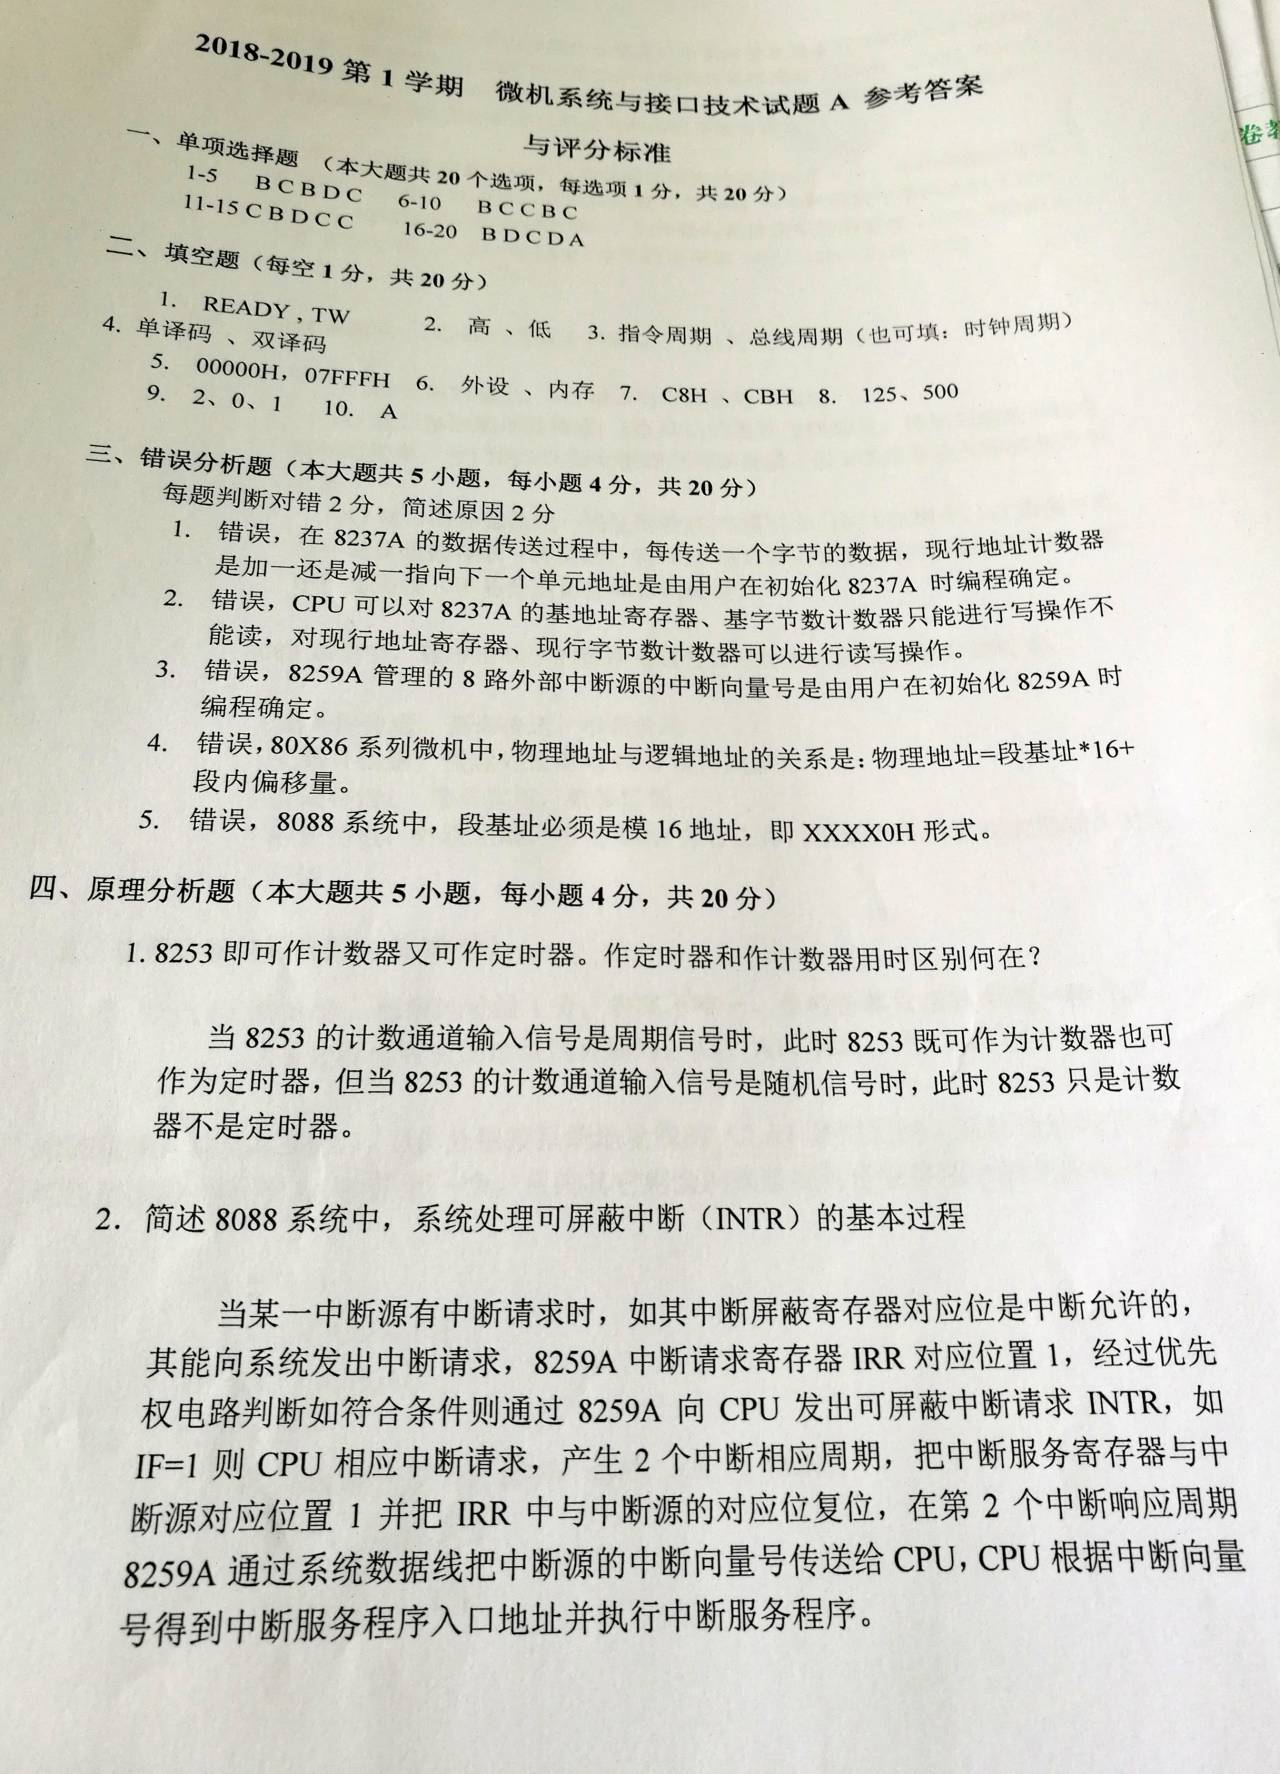 2018-2019 第 1 学期 微机系统与接口技术试题 A 参考答案
与评分标准
一、单项选择题 （本大题共 20 个选项，每选项 1 分，共 20 分）
1-5 B C B D C 6-10 B C C B C
11-15 C B D C C 16-20 B D C D A
二、填空题（每空 1 分，共 20 分）
1. READY , TW 2. 高 、低 3. 指令周期 、总线周期（也可填：时钟周期）
4. 单译码 、双译码
5. 00000H，07FFFH 6. 外设 、内存 7. C8H 、CBH 8. 125、500
9. 2、0、1 10. A
三、错误分析题（本大题共 5 小题，每小题 4 分，共 20 分）
每题判断对错 2 分，简述原因 2 分
1. 错误，在 8237A 的数据传送过程中，每传送一个字节的数据，现行地址计数器
是加一还是减一指向下一个单元地址是由用户在初始化 8237A 时编程确定。
2. 错误，CPU 可以对 8237A 的基地址寄存器、基字节数计数器只能进行写操作不
能读，对现行地址寄存器、现行字节数计数器可以进行读写操作。
3. 错误，8259A 管理的 8 路外部中断源的中断向量号是由用户在初始化 8259A 时
编程确定。
4. 错误，80X86 系列微机中，物理地址与逻辑地址的关系是：物理地址=段基址*16+
段内偏移量。
5. 错误，8088 系统中，段基址必须是模 16 地址，即 XXXX0H 形式。
四、原理分析题（本大题共 5 小题，每小题 4 分，共 20 分）
1. 8253 即可作计数器又可作定时器。作定时器和作计数器用时区别何在？
当 8253 的计数通道输入信号是周期信号时，此时 8253 既可作为计数器也可
作为定时器，但当 8253 的计数通道输入信号是随机信号时，此时 8253 只是计数
器不是定时器。
2．简述 8088 系统中，系统处理可屏蔽中断（INTR）的基本过程
当某一中断源有中断请求时，如其中断屏蔽寄存器对应位是中断允许的，
其能向系统发出中断请求，8259A 中断请求寄存器 IRR 对应位置 1，经过优先
权电路判断如符合条件则通过 8259A 向 CPU 发出可屏蔽中断请求 INTR，如
IF=1 则 CPU 相应中断请求，产生 2 个中断相应周期，把中断服务寄存器与中
断源对应位置 1 并把 IRR 中与中断源的对应位复位，在第 2 个中断响应周期
8259A 通过系统数据线把中断源的中断向量号传送给 CPU，CPU 根据中断向量
号得到中断服务程序入口地址并执行中断服务程序。